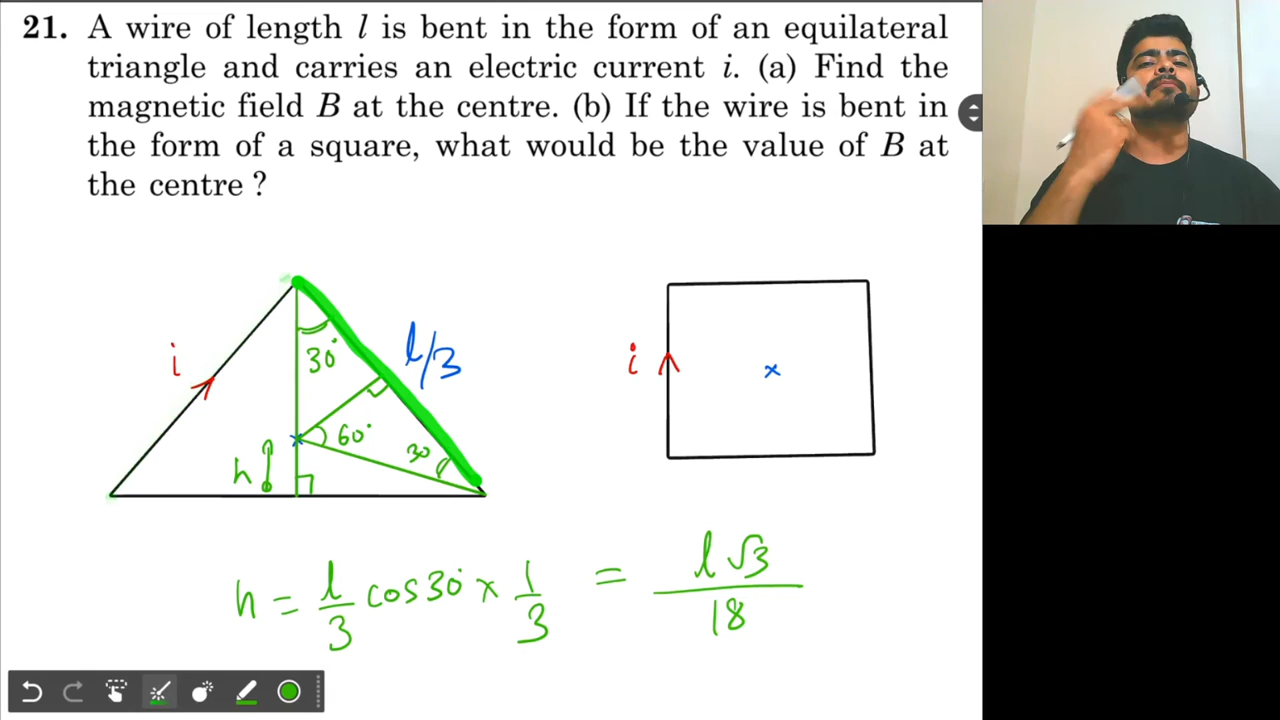 21. A wire of length l is bent in the form of an equilateral
triangle and carries an electric current i. (a) Find the
magnetic field B at the centre. (b) If the wire is bent in
the form of a square, what would be the value of B at
the centre ?
i
30°
l/3
60°
30
h
i
h = l/3 cos30° × 1/3 = l√3/18